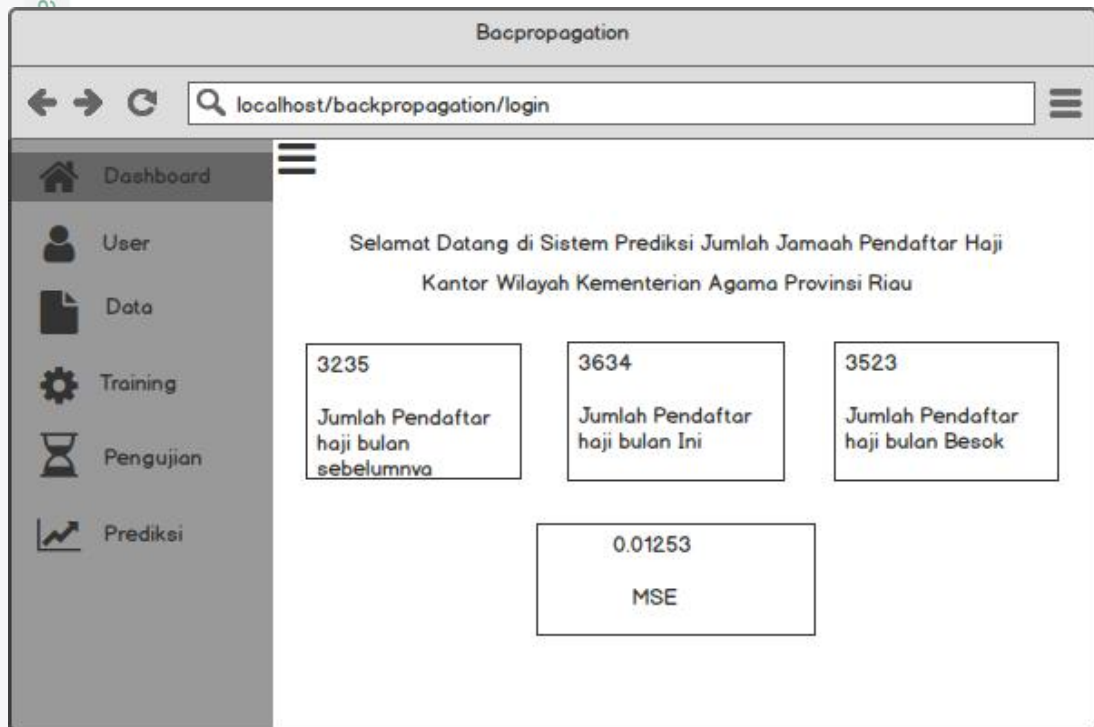 Bacpropagation
localhost/backpropagation/login
Dashboard
User
Data
Training
Pengujian
Prediksi
Selamat Datang di Sistem Prediksi Jumlah Jamaah Pendaftar Haji
Kantor Wilayah Kementerian Agama Provinsi Riau
3235
Jumlah Pendaftar
haji bulan
sebelumnya
3634
Jumlah Pendaftar
haji bulan Ini
3523
Jumlah Pendaftar
haji bulan Besok
0.01253
MSE